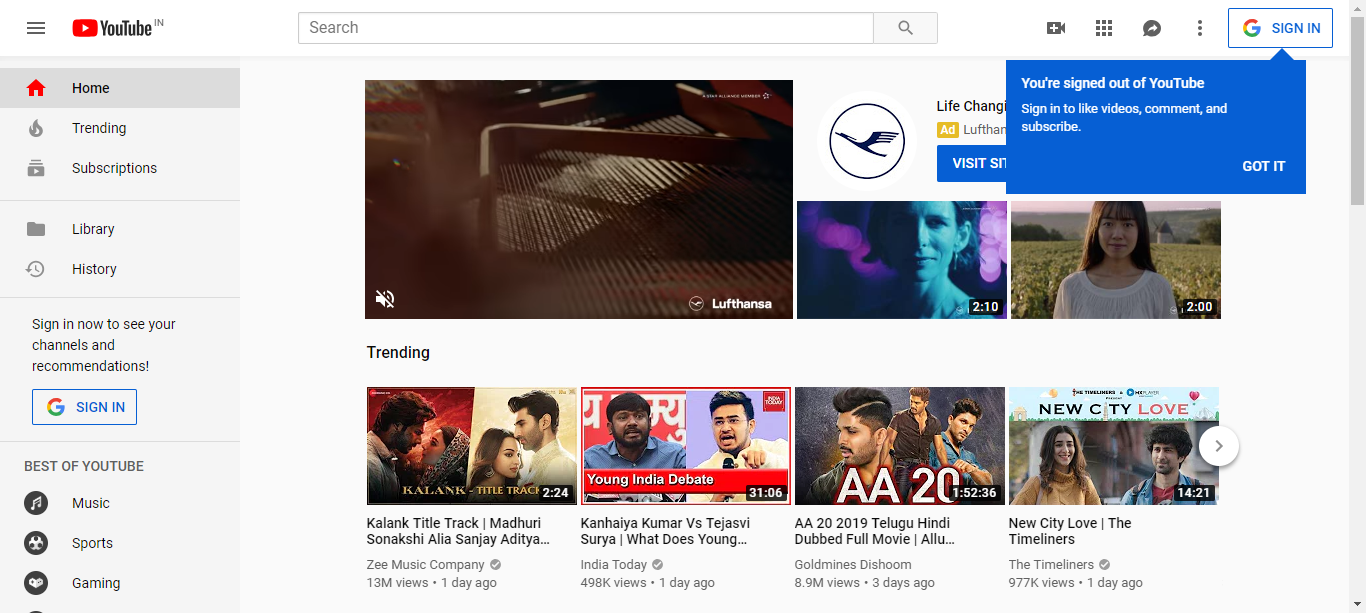 YouTube IN
Search
SIGN IN
Home
Trending
Subscriptions
Library
History
Sign in now to see your
channels and
recommendations!
SIGN IN
BEST OF YOUTUBE
Music
Sports
Gaming
A STAR ALLIANCE MEMBER
Lufthansa
Life Changi
Ad Lufthan
VISIT SIT
You're signed out of YouTube
Sign in to like videos, comment, and
subscribe.
GOT IT
2:10
2:00
Trending
KALANK - TITLE TRACK
2:24
INDIA
TODAY
Young India Debate
31:06
AA 20
1:52:36
THE TIMELINERS & MX PLAYER
NEW CITY LOVE
14:21
Kalank Title Track | Madhuri
Sonakshi Alia Sanjay Aditya...
Zee Music Company
13M views • 1 day ago
Kanhaiya Kumar Vs Tejasvi
Surya | What Does Young...
India Today
498K views • 1 day ago
AA 20 2019 Telugu Hindi
Dubbed Full Movie | Allu...
Goldmines Dishoom
8.9M views • 3 days ago
New City Love | The
Timeliners
The Timeliners
977K views • 1 day ago